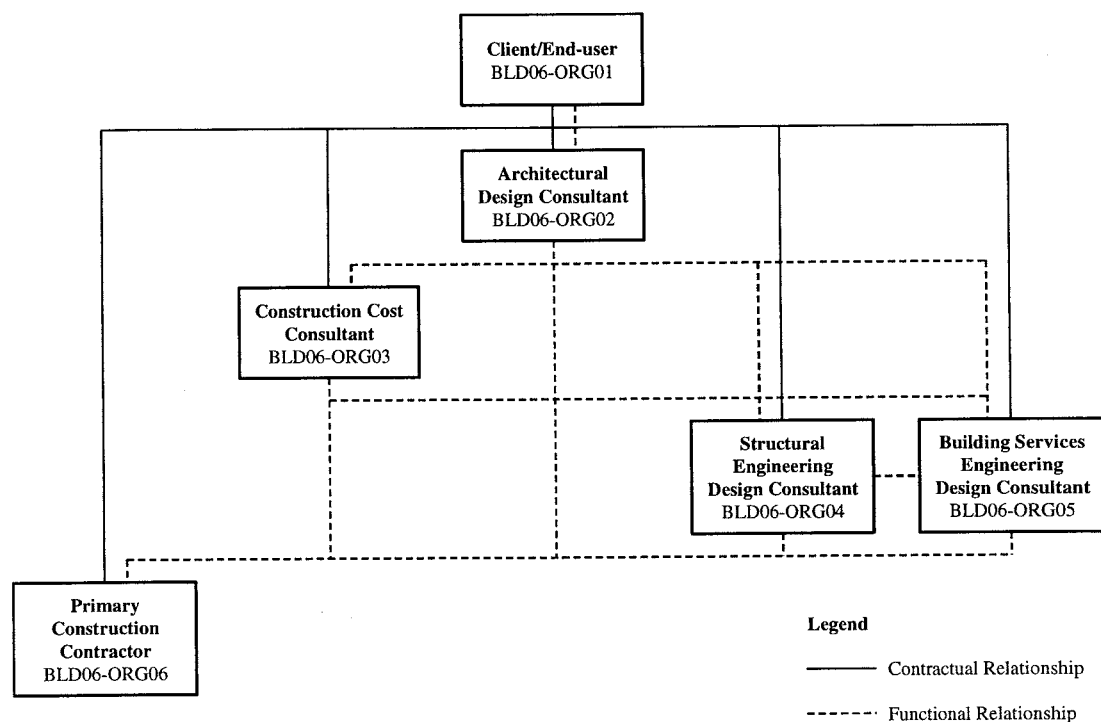 Client/End-user
BLD06-ORG01
Architectural
Design Consultant
BLD06-ORG02
Construction Cost
Consultant
BLD06-ORG03
Structural
Engineering
Design Consultant
BLD06-ORG04
Building Services
Engineering
Design Consultant
BLD06-ORG05
Primary
Construction
Contractor
BLD06-ORG06
Legend
Contractual Relationship
Functional Relationship